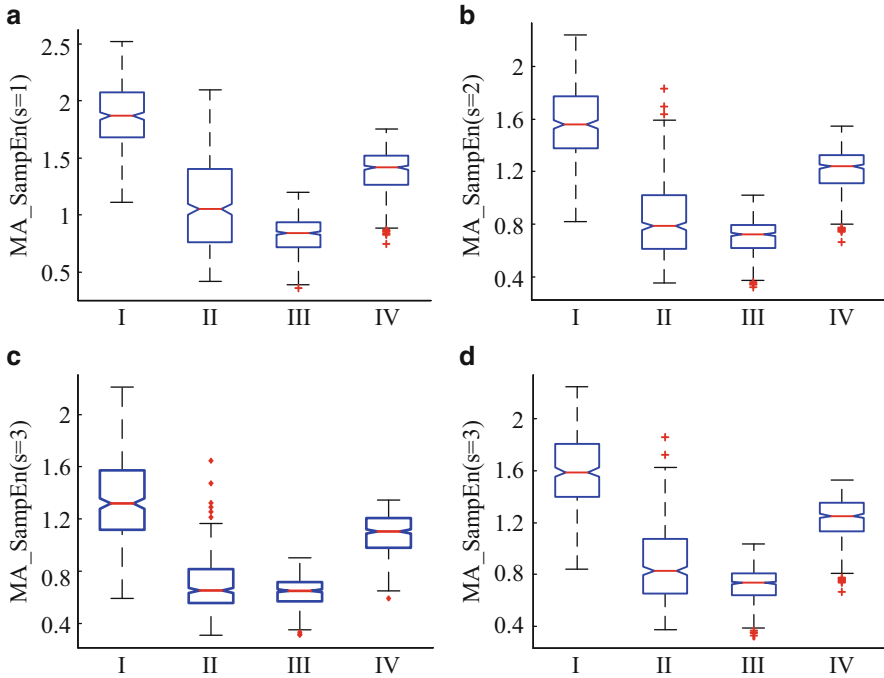 a
MA_SampEn(s=1)
2.5
2
1.5
1
0.5
I II III IV
b
MA_SampEn(s=2)
2
1.6
1.2
0.8
0.4
I II III IV
c
MA_SampEn(s=3)
2
1.6
1.2
0.8
0.4
I II III IV
d
MA_SampEn(s=3)
2
1.6
1.2
0.8
0.4
I II III IV